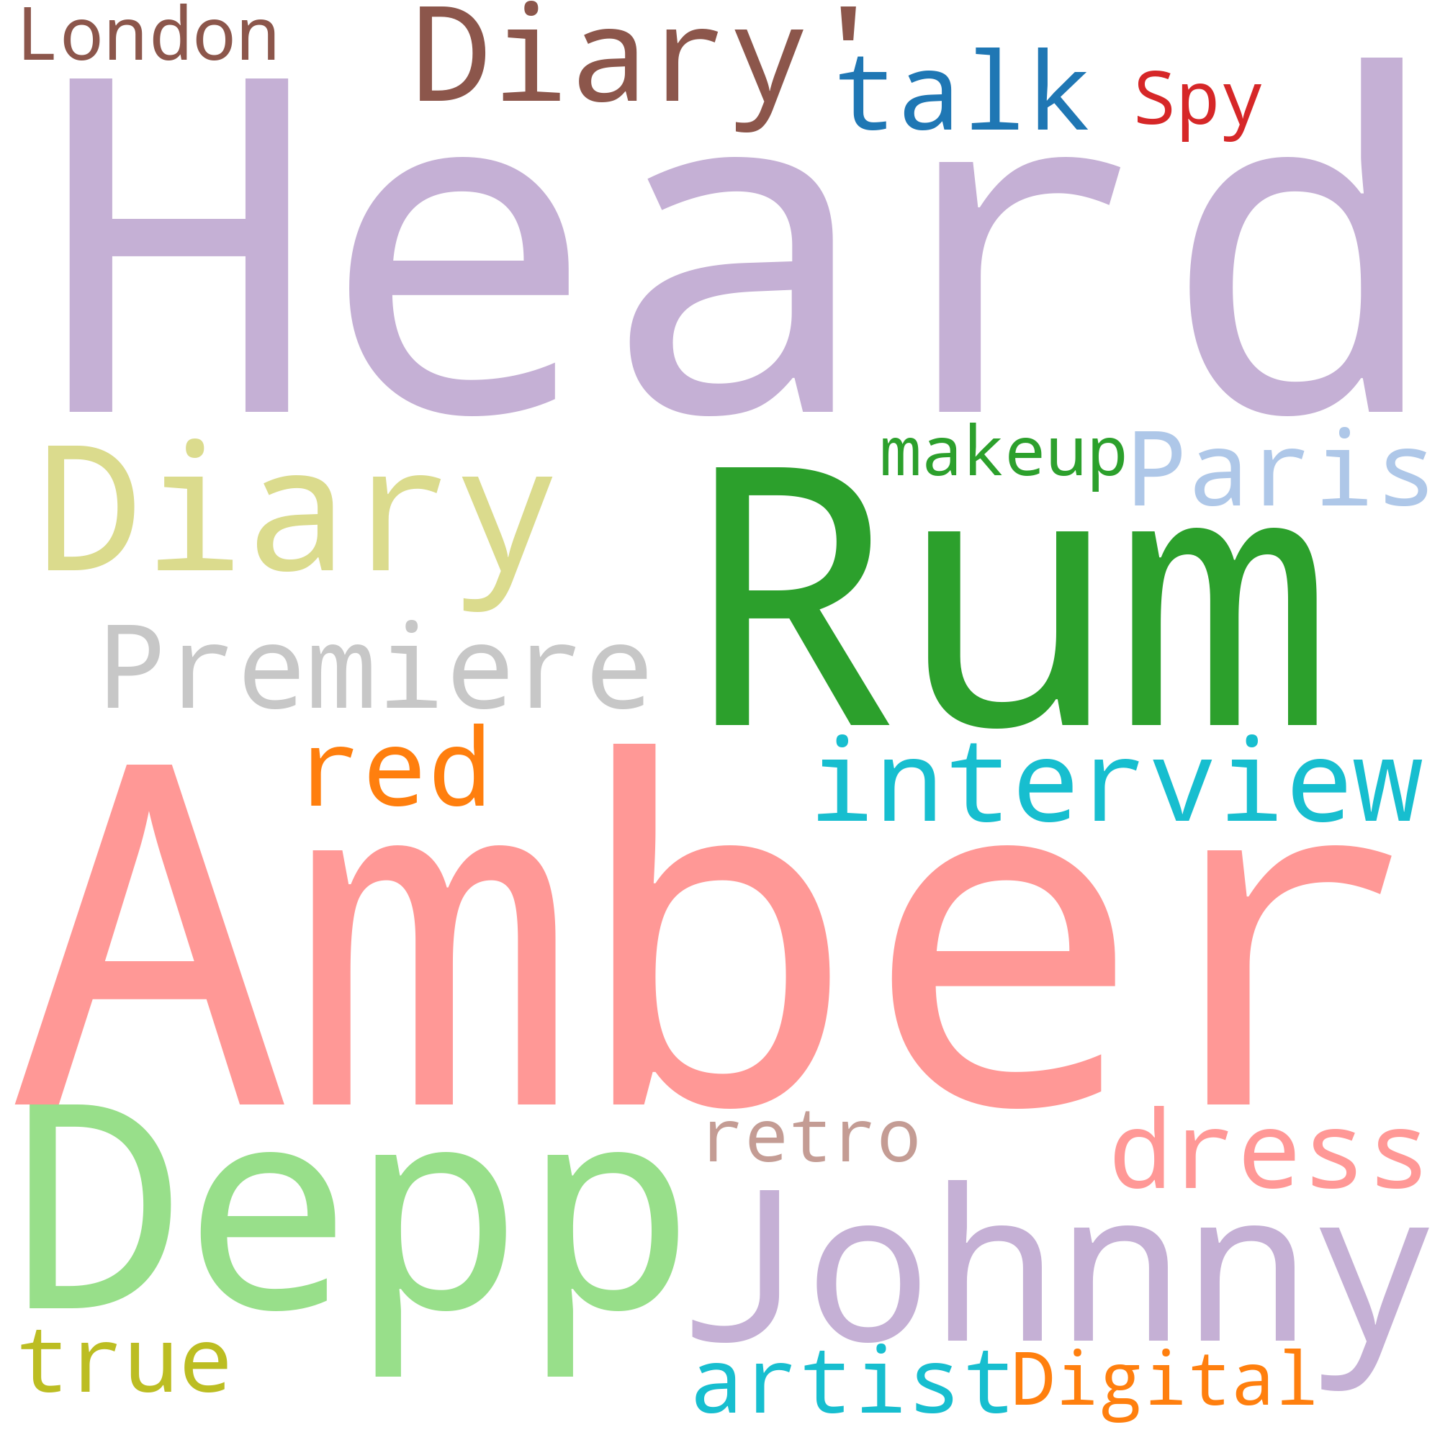 London
Diary'
talk
Spy
Heard
Diary
makeup
Paris
Rum
Premiere
red
interview
Amber
Depp
retro
dress
Johnny
true
artist
Digital